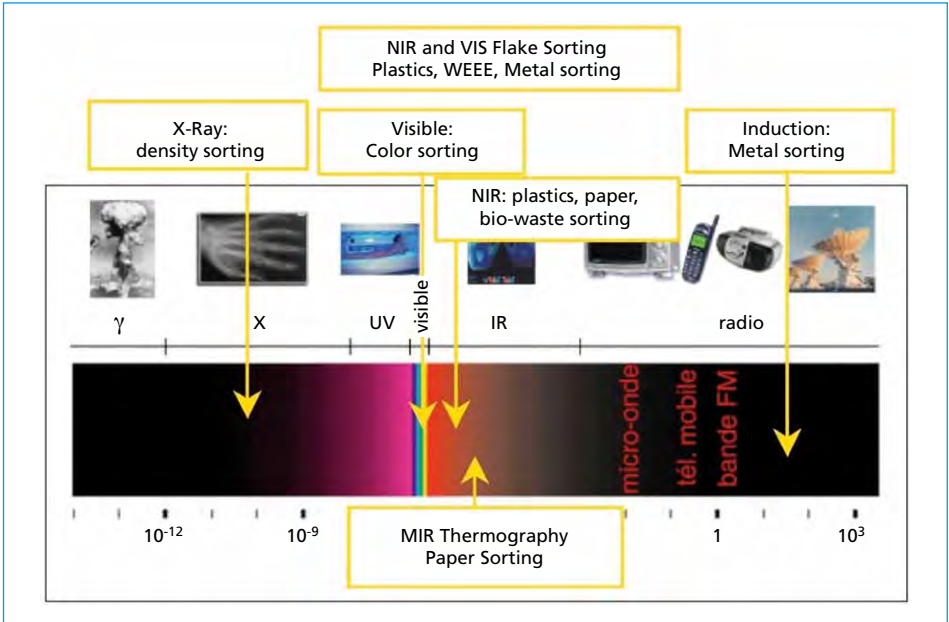 NIR and VIS Flake Sorting
Plastics, WEEE, Metal sorting
X-Ray:
density sorting
Visible:
Color sorting
Induction:
Metal sorting
NIR: plastics, paper,
bio-waste sorting
γ
X
UV
visible
IR
radio
micro-onde
tél. mobile
bande FM
10-12
10-9
1
103
MIR Thermography
Paper Sorting